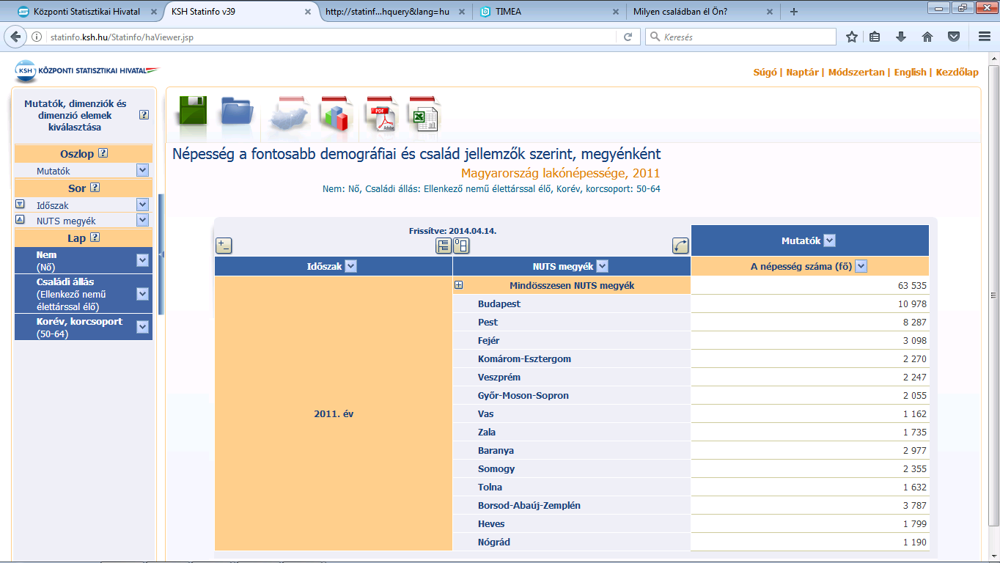 Központi Statisztikai Hivatal
KSH Statinfo v39
http://statinf...hquery&lang=hu
TIMEA
Milyen családban él Ön?
statinfo.ksh.hu/Statinfo/haViewer.jsp
Keresés
KSH KÖZPONTI STATISZTIKAI HIVATAL
Súgó | Naptár | Módszertan | English | Kezdőlap
Mutatók, dimenziók és
dimenzió elemek
kiválasztása
Oszlop
Mutatók
Sor
Időszak
NUTS megyék
Lap
Nem
(Nő)
Családi állás
(Ellenkező nemű
élettárssal élő)
Korév, korcsoport
(50-64)
PDF
Adobe
Népesség a fontosabb demográfiai és család jellemzők szerint, megyénként
Magyarország lakónépessége, 2011
Nem: Nő, Családi állás: Ellenkező nemű élettárssal élő, Korév, korcsoport: 50-64
Frissítve: 2014.04.14.
Mutatók
Időszak NUTS megyék A népesség száma (fő)
2011. év
Mindösszesen NUTS megyék 63 535
Budapest 10 978
Pest 8 287
Fejér 3 098
Komárom-Esztergom 2 270
Veszprém 2 247
Győr-Moson-Sopron 2 055
Vas 1 162
Zala 1 735
Baranya 2 977
Somogy 2 355
Tolna 1 632
Borsod-Abaúj-Zemplén 3 787
Heves 1 799
Nógrád 1 190